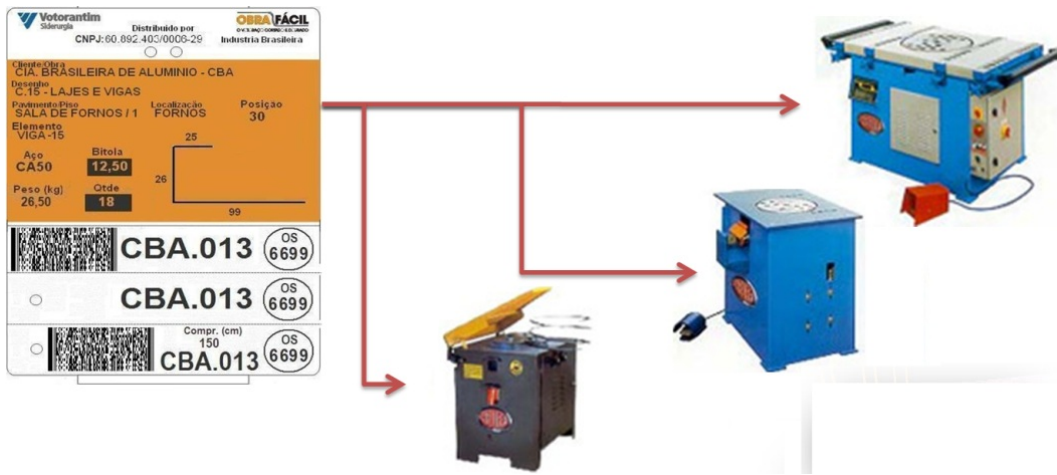 Votorantim
Siderurgia
OBRA FÁCIL
Distribuido por
CNPJ:60.892.403/0006-29
Industria Brasileira
Cliente/Obra
CIA. BRASILEIRA DE ALUMINIO - CBA
Desenho
C.15 - LAJES E VIGAS
Pavimento/Piso
SALA DE FORNOS / 1
Localização
FORNOS
Posição
30
Elemento
VIGA-15
Aço
CA50
Bitola
12,50
Peso (kg)
26,50
Qtde
18
25
26
99
CBA.013
OS
6699
CBA.013
OS
6699
Compr. (cm)
150
CBA.013
OS
6699